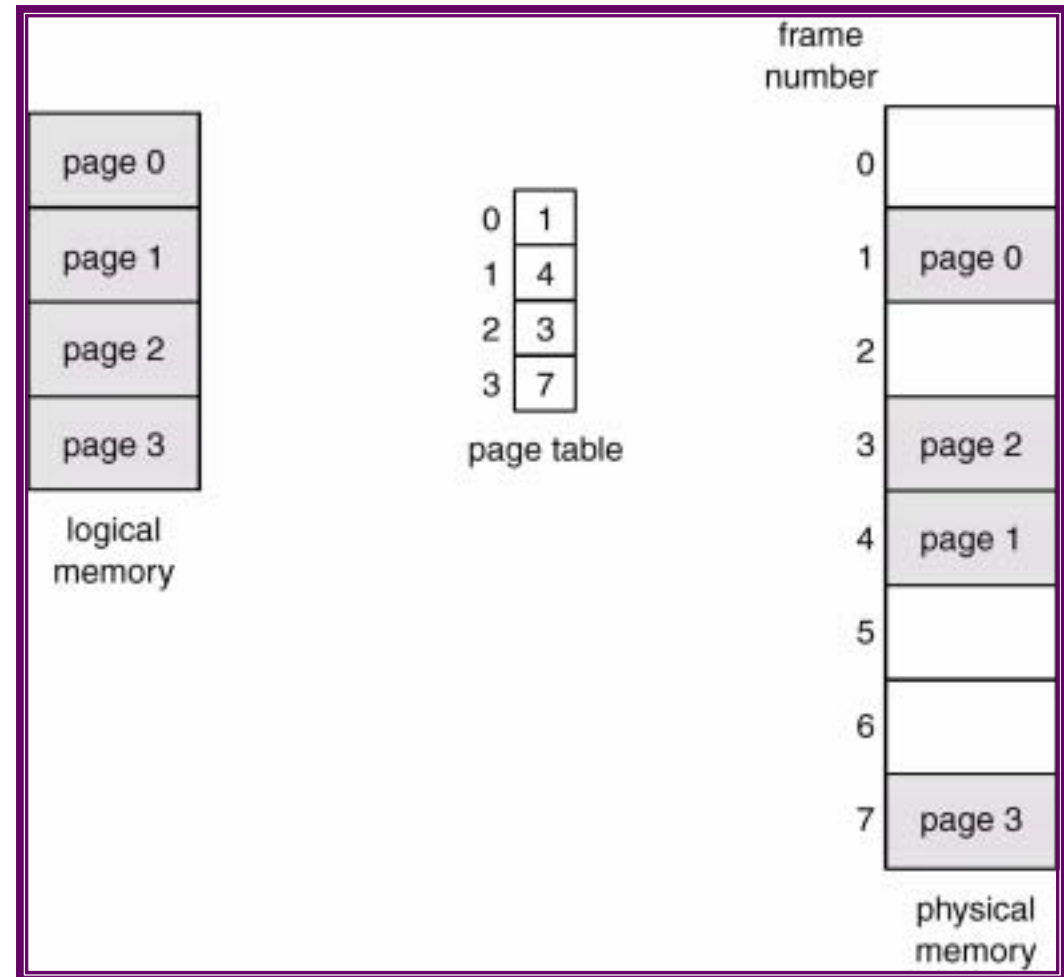 frame
number
page 0
page 1
page 2
page 3
logical
memory
0 1
1 4
2 3
3 7
page table
0
1 page 0
2
3 page 2
4 page 1
5
6
7 page 3
physical
memory